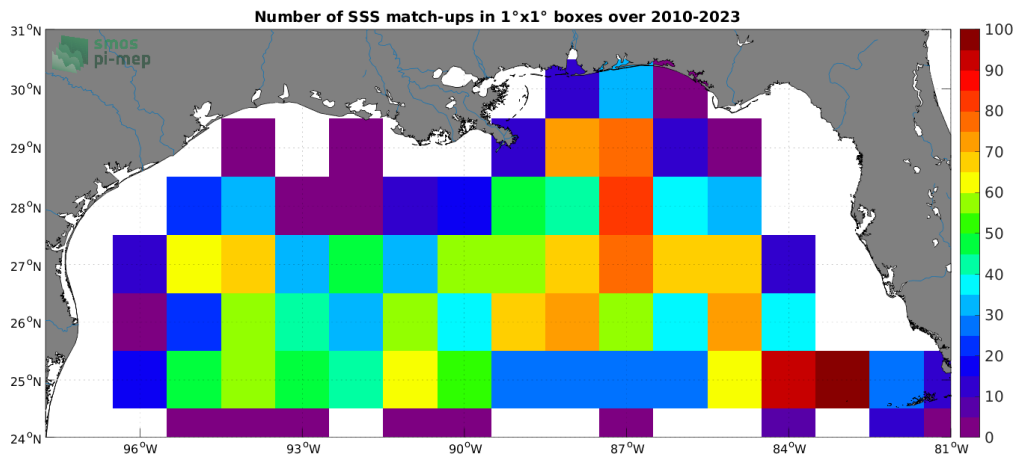 Number of SSS match-ups in 1°x1° boxes over 2010-2023
smos
pi-mep
31°N
30°N
29°N
28°N
27°N
26°N
25°N
24°N
96°W
93°W
90°W
87°W
84°W
81°W
100
90
80
70
60
50
40
30
20
10
0